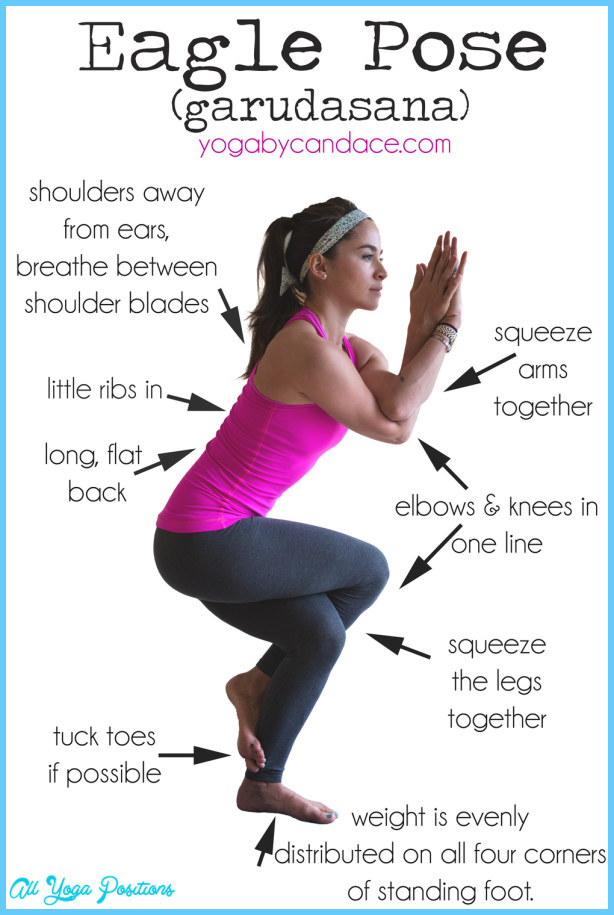 Eagle Pose
(garudasana)
yogabycandace.com
shoulders away
from ears,
breathe between
shoulder blades
squeeze
arms
together
little ribs in
long, flat
back
elbows & knees in
one line
squeeze
the legs
together
tuck toes
if possible
weight is evenly
distributed on all four corners
of standing foot.
All Yoga Positions